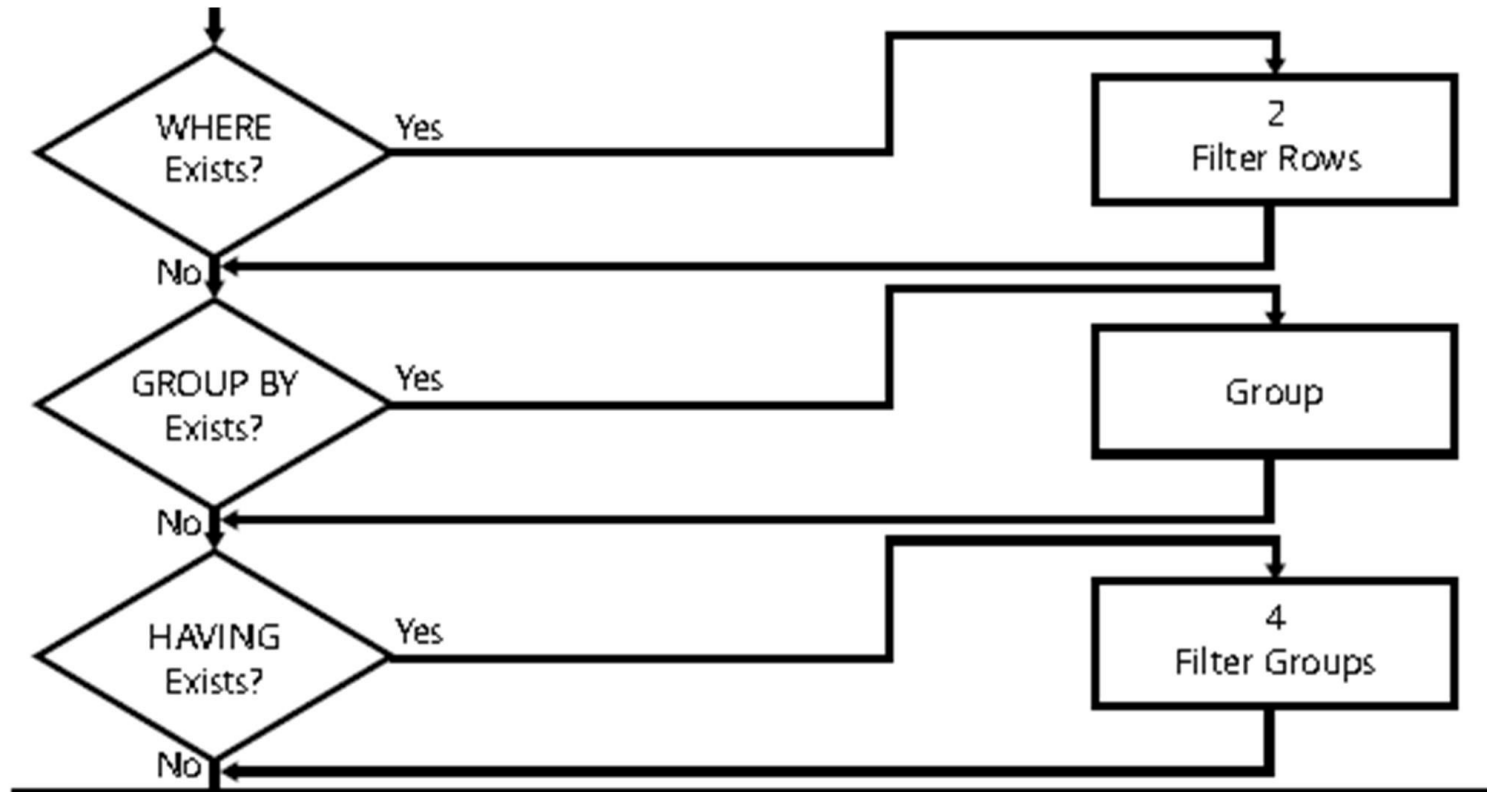 WHERE
Exists?
Yes
2
Filter Rows
No
GROUP BY
Exists?
Yes
Group
No
HAVING
Exists?
Yes
4
Filter Groups
No